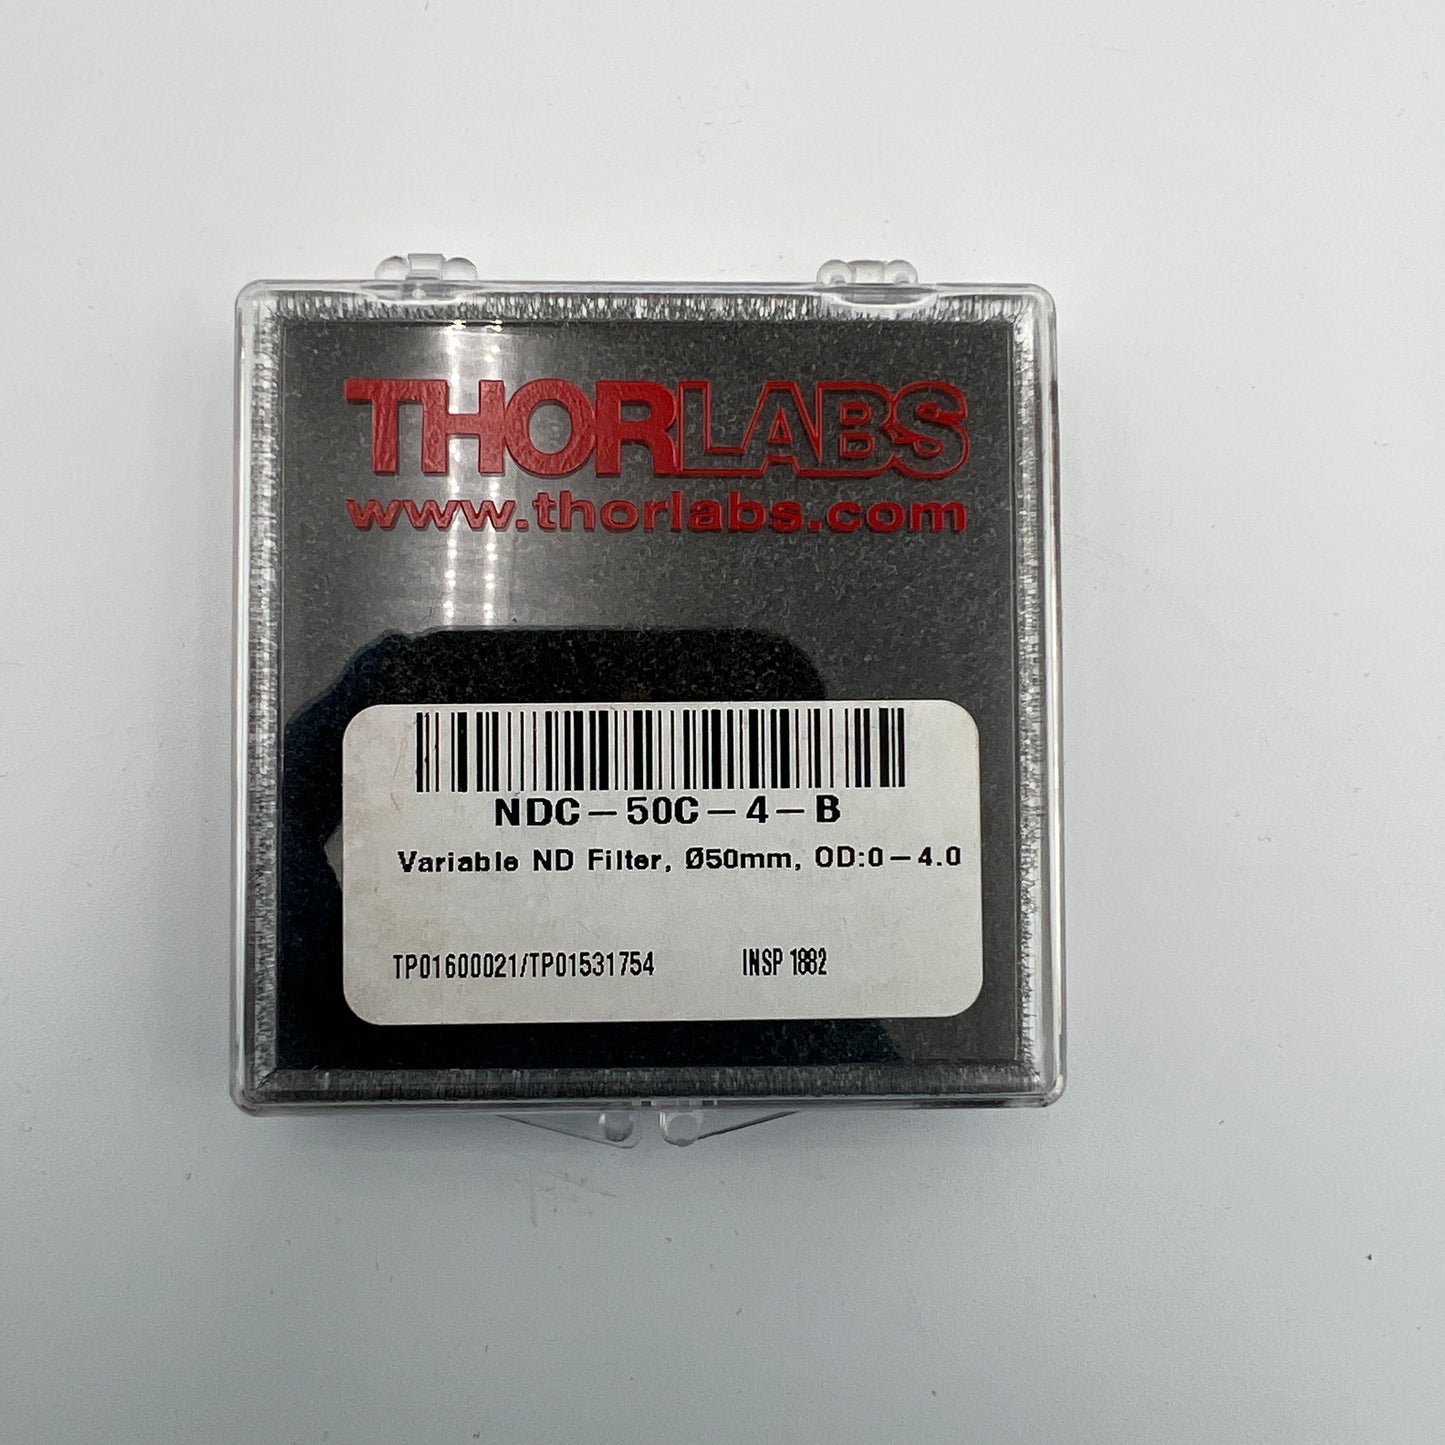 THORLABS
www.thorlabs.com
NDC-50C-4-B
Variable ND Filter, Ø50mm, OD:0-4.0
TP01600021/TP01531754 INSP 1882